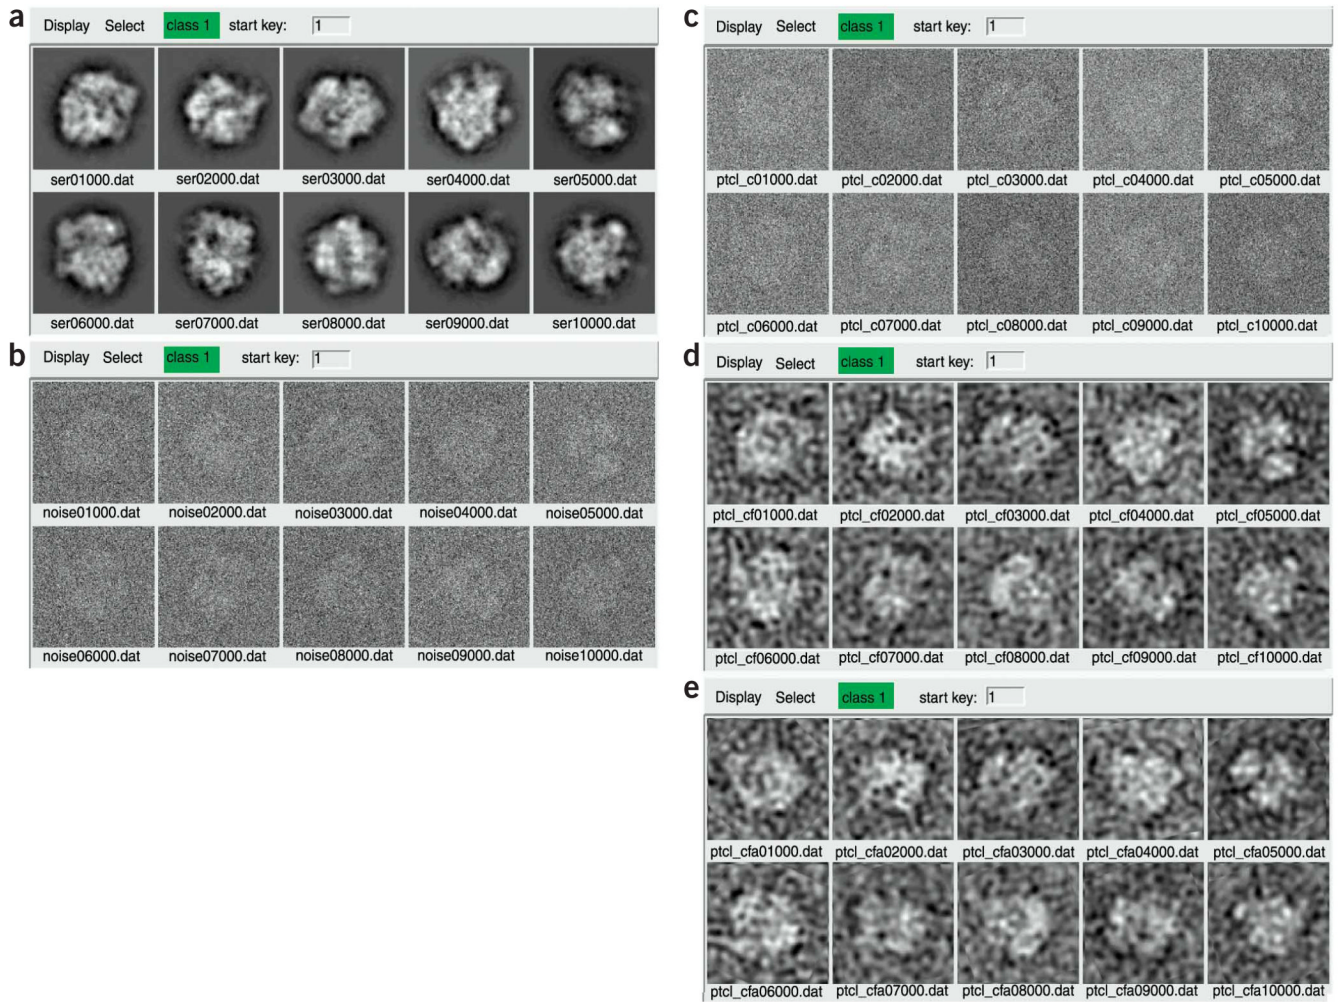 a
Display Select class 1 start key: 1
ser01000.dat ser02000.dat ser03000.dat ser04000.dat ser05000.dat
ser06000.dat ser07000.dat ser08000.dat ser09000.dat ser10000.dat
b
Display Select class 1 start key: 1
noise01000.dat noise02000.dat noise03000.dat noise04000.dat noise05000.dat
noise06000.dat noise07000.dat noise08000.dat noise09000.dat noise10000.dat
c
Display Select class 1 start key: 1
ptcl_c01000.dat ptcl_c02000.dat ptcl_c03000.dat ptcl_c04000.dat ptcl_c05000.dat
ptcl_c06000.dat ptcl_c07000.dat ptcl_c08000.dat ptcl_c09000.dat ptcl_c10000.dat
d
Display Select class 1 start key: 1
ptcl_cf01000.dat ptcl_cf02000.dat ptcl_cf03000.dat ptcl_cf04000.dat ptcl_cf05000.dat
ptcl_cf06000.dat ptcl_cf07000.dat ptcl_cf08000.dat ptcl_cf09000.dat ptcl_cf10000.dat
e
Display Select class 1 start key: 1
ptcl_cfa01000.dat ptcl_cfa02000.dat ptcl_cfa03000.dat ptcl_cfa04000.dat ptcl_cfa05000.dat
ptcl_cfa06000.dat ptcl_cfa07000.dat ptcl_cfa08000.dat ptcl_cfa09000.dat ptcl_cfa10000.dat